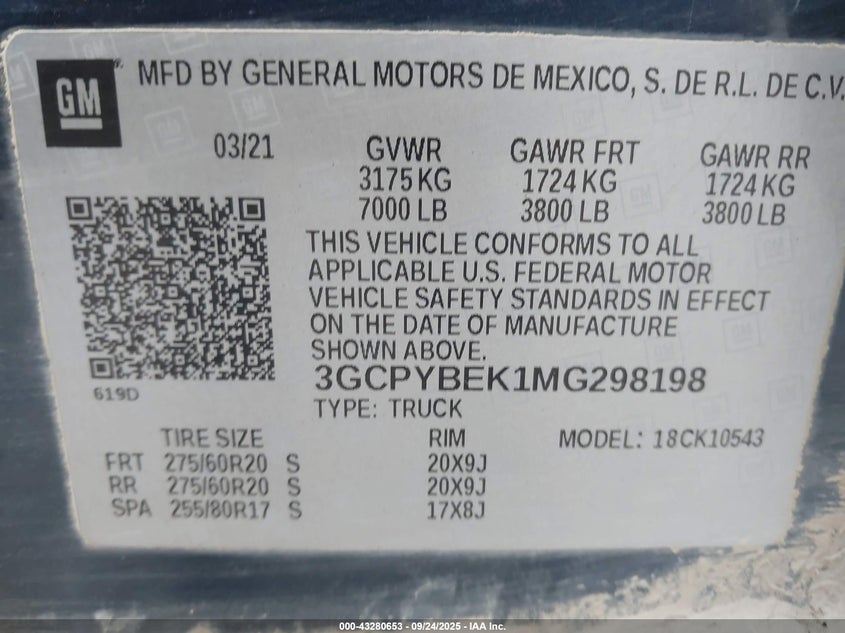 GM
MFD BY GENERAL MOTORS DE MEXICO, S. DE R.L. DE C.V.
03/21 GVWR GAWR FRT GAWR RR
3175 KG 1724 KG 1724 KG
7000 LB 3800 LB 3800 LB
THIS VEHICLE CONFORMS TO ALL
APPLICABLE U.S. FEDERAL MOTOR
VEHICLE SAFETY STANDARDS IN EFFECT
ON THE DATE OF MANUFACTURE
SHOWN ABOVE.
619D
3GCPYBEK1MG298198
TYPE: TRUCK
TIRE SIZE RIM MODEL: 18CK10543
FRT 275/60R20 S 20X9J
RR 275/60R20 S 20X9J
SPA 255/80R17 S 17X8J
000-43280653 - 09/24/2025 - IAA Inc.